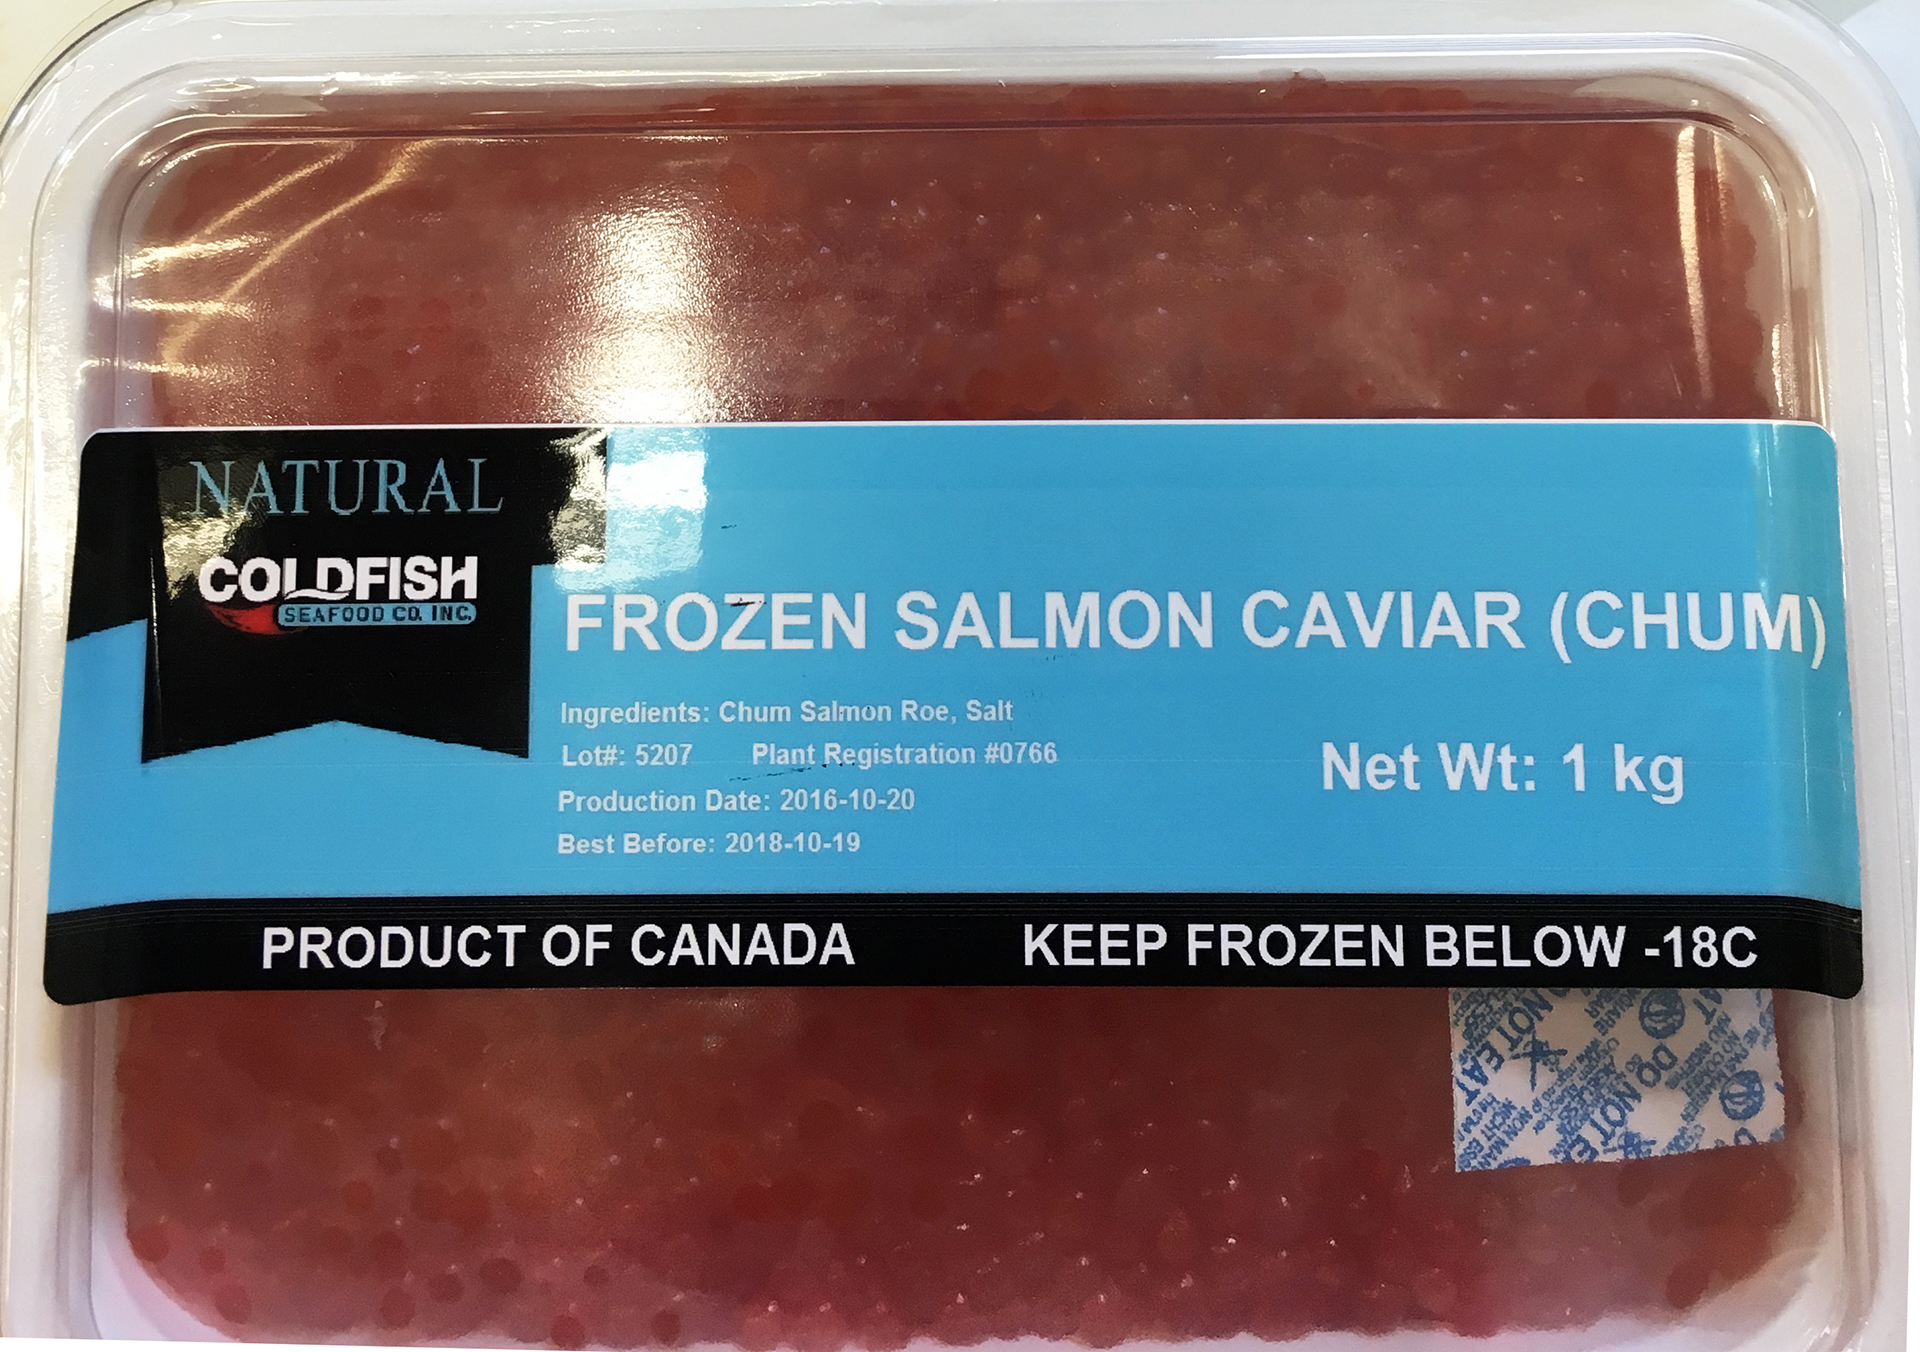 NATURAL
COLDFISH
SEAFOOD CO. INC.
FROZEN SALMON CAVIAR (CHUM)
Ingredients: Chum Salmon Roe, Salt
Lot#: 5207 Plant Registration #0766
Net Wt: 1 kg
Production Date: 2016-10-20
Best Before: 2018-10-19
PRODUCT OF CANADA KEEP FROZEN BELOW -18C
NOT EAT
DO NOT